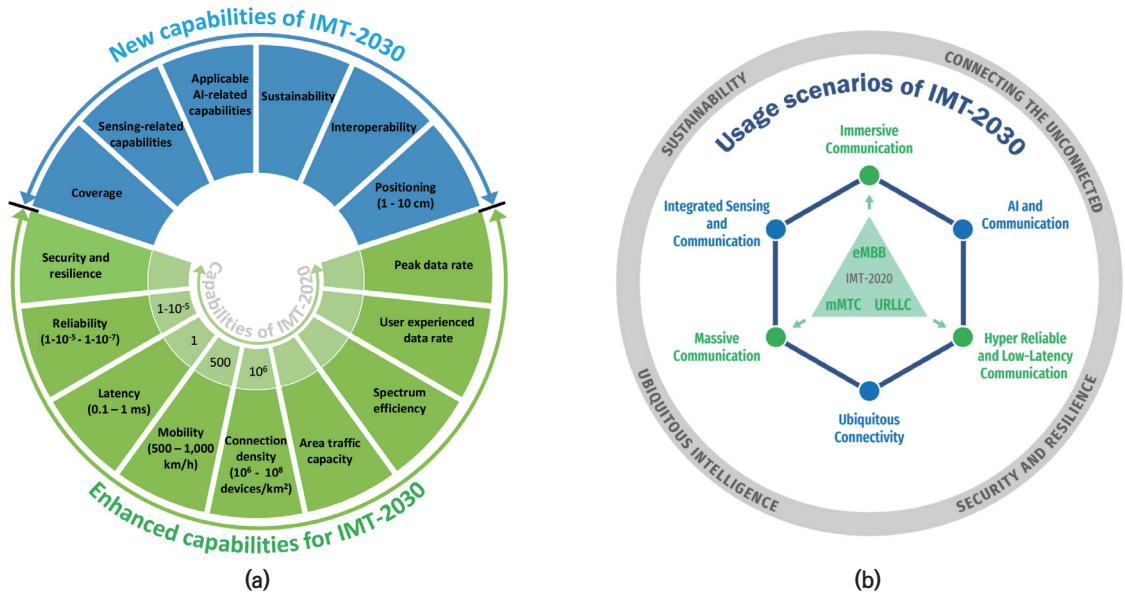 New capabilities of IMT-2030
Coverage
Sensing-related
capabilities
Applicable
AI-related
capabilities
Sustainability
Interoperability
Positioning
(1 - 10 cm)
Security and
resilience
Reliability
(1-10⁻⁵ - 1-10⁻⁷)
Latency
(0.1 – 1 ms)
Mobility
(500 – 1,000
km/h)
Connection
density
(10⁶ - 10⁸
devices/km²)
Area traffic
capacity
Spectrum
efficiency
User experienced
data rate
Peak data rate
1-10⁻⁵
1
500
10⁶
Capabilities of IMT-2020
Enhanced capabilities for IMT-2030
(a)
SUSTAINABILITY
CONNECTING THE UNCONNECTED
UBIQUITOUS INTELLIGENCE
SECURITY AND RESILIENCE
Usage scenarios of IMT-2030
Immersive
Communication
Integrated Sensing
and
Communication
AI and
Communication
eMBB
IMT-2020
mMTC URLLC
Massive
Communication
Hyper Reliable
and Low-Latency
Communication
Ubiquitous
Connectivity
(b)